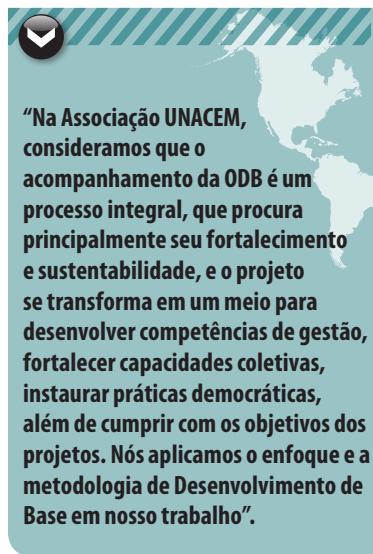 “Na Associação UNACEM,
consideramos que o
acompanhamento da ODB é um
processo integral, que procura
principalmente seu fortalecimento
e sustentabilidade, e o projeto
se transforma em um meio para
desenvolver competências de gestão,
fortalecer capacidades coletivas,
instaurar práticas democráticas,
além de cumprir com os objetivos dos
projetos. Nós aplicamos o enfoque e a
metodologia de Desenvolvimento de
Base em nosso trabalho”.